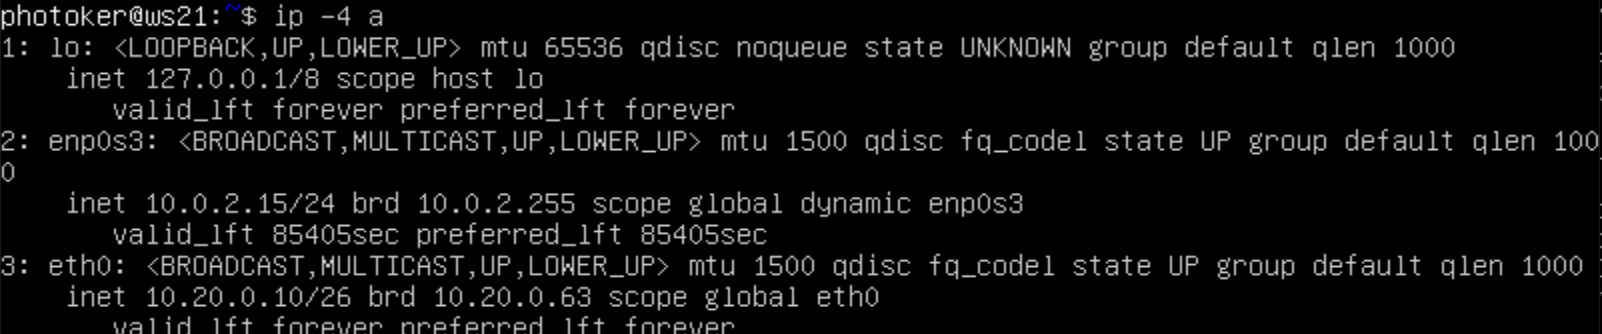 photoker@ws21:~$ ip -4 a
1: lo: <LOOPBACK,UP,LOWER_UP> mtu 65536 qdisc noqueue state UNKNOWN group default qlen 1000
    inet 127.0.0.1/8 scope host lo
       valid_lft forever preferred_lft forever
2: enp0s3: <BROADCAST,MULTICAST,UP,LOWER_UP> mtu 1500 qdisc fq_codel state UP group default qlen 100
0
    inet 10.0.2.15/24 brd 10.0.2.255 scope global dynamic enp0s3
       valid_lft 85405sec preferred_lft 85405sec
3: eth0: <BROADCAST,MULTICAST,UP,LOWER_UP> mtu 1500 qdisc fq_codel state UP group default qlen 1000
    inet 10.20.0.10/26 brd 10.20.0.63 scope global eth0
       valid_lft forever preferred_lft forever